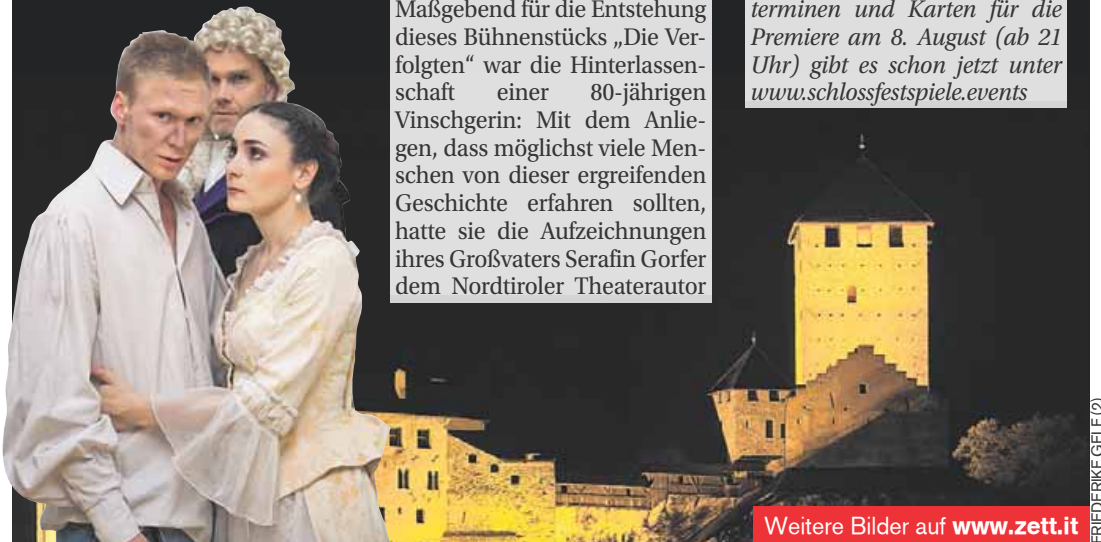 Maßgebend für die Entstehung
dieses Bühnenstücks „Die Ver-
folgten“ war die Hinterlassen-
schaft einer 80-jährigen
Vinschgerin: Mit dem Anlie-
gen, dass möglichst viele Men-
schen von dieser ergreifenden
Geschichte erfahren sollten,
hatte sie die Aufzeichnungen
ihres Großvaters Serafin Gorfer
dem Nordtiroler Theaterautor
terminen und Karten für die
Premiere am 8. August (ab 21
Uhr) gibt es schon jetzt unter
www.schlossfestspiele.events
Weitere Bilder auf www.zett.it
FRIEDERIKE GELF (2)